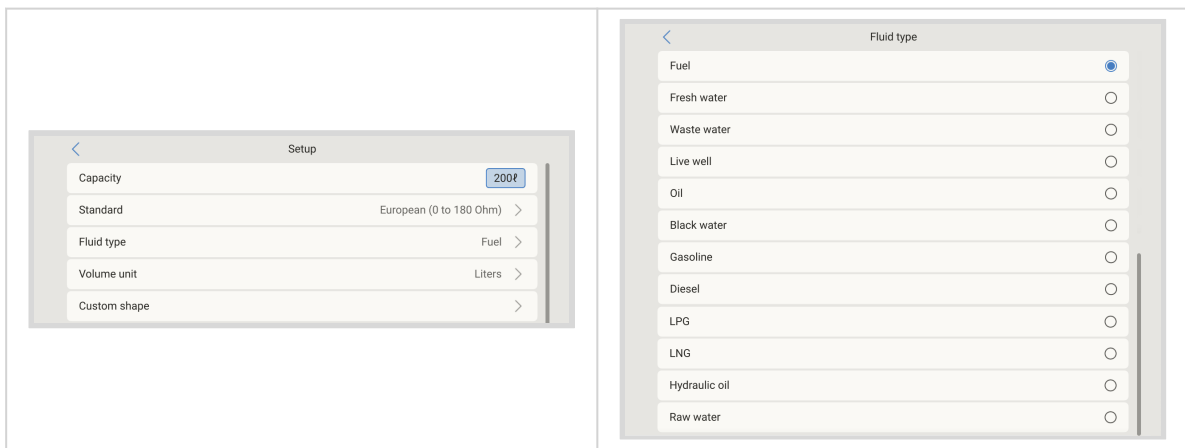 Setup
Capacity 200ℓ
Standard European (0 to 180 Ohm)
Fluid type Fuel
Volume unit Liters
Custom shape
Fluid type
Fuel
Fresh water
Waste water
Live well
Oil
Black water
Gasoline
Diesel
LPG
LNG
Hydraulic oil
Raw water